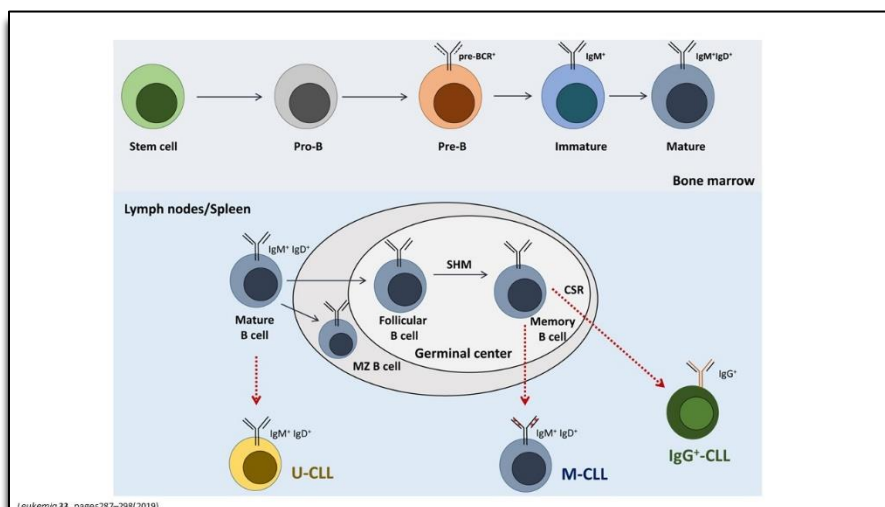 pre-BCR⁺
IgM⁺
IgM⁺IgD⁺
Stem cell
Pro-B
Pre-B
Immature
Mature
Bone marrow
Lymph nodes/Spleen
IgM⁺ IgD⁺
SHM
CSR
Mature
B cell
Follicular
B cell
Memory
B cell
MZ B cell
Germinal center
IgG⁺
IgM⁺ IgD⁺
IgM⁺ IgD⁺
U-CLL
M-CLL
IgG⁺-CLL
Leukemia 33, pages287–298(2019)